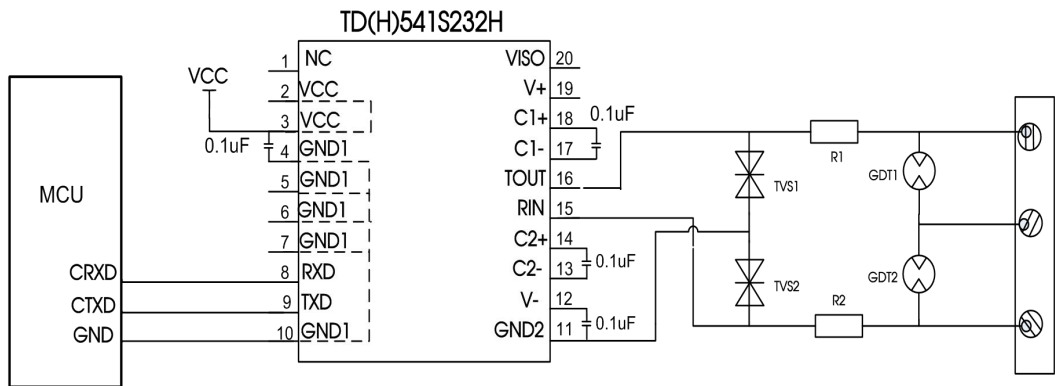 TD(H)541S232H
1 NC
VCC
2 VCC
3 VCC
0.1uF
4 GND1
5 GND1
6 GND1
7 GND1
8 RXD
9 TXD
10 GND1
MCU
CRXD
CTXD
GND
VISO 20
V+ 19
C1+ 18
0.1uF
C1- 17
TOUT 16
RIN 15
C2+ 14
0.1uF
C2- 13
V- 12
0.1uF
GND2 11
TVS1
TVS2
R1
R2
GDT1
GDT2